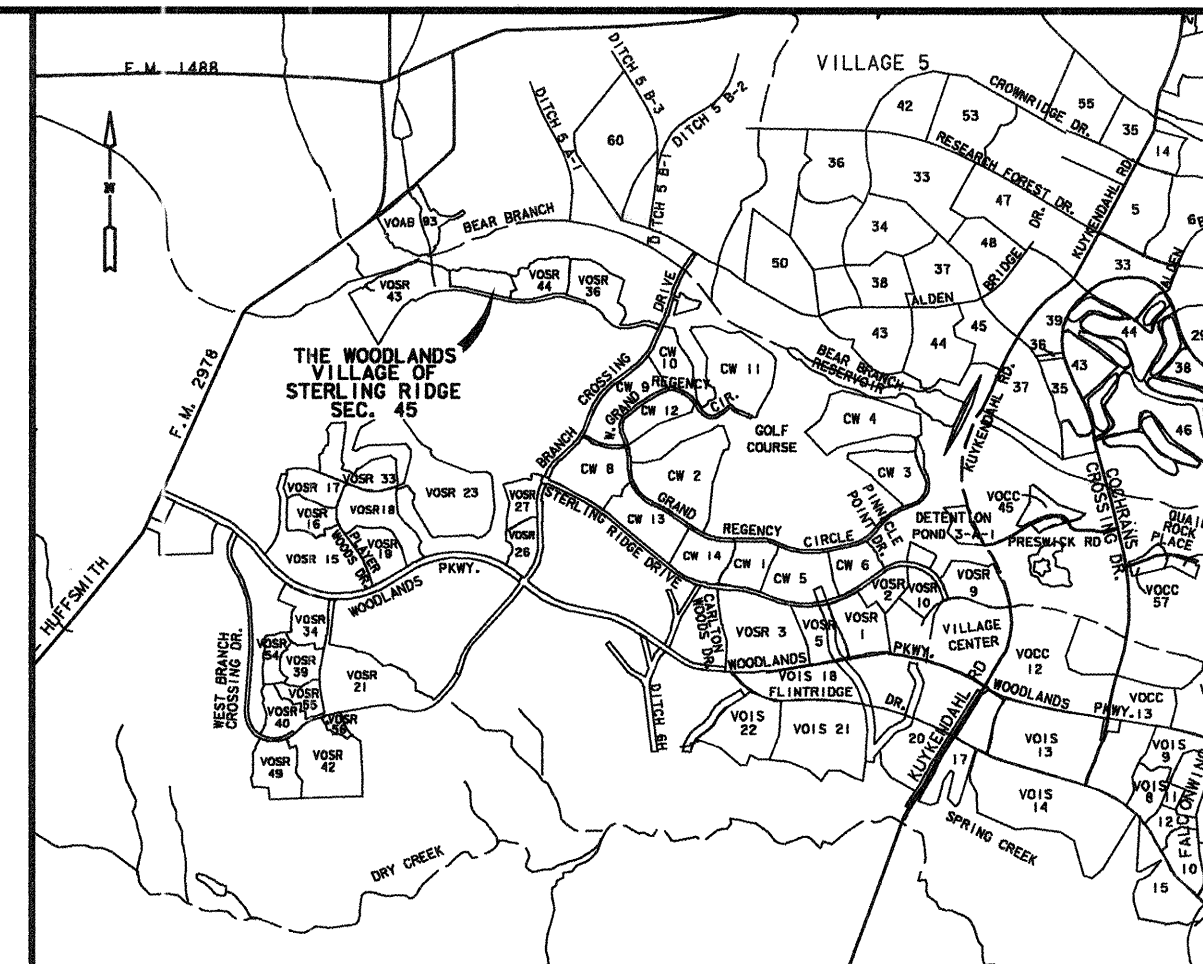 VILLAGE 5
F.M. 1488
N
DITCH 5 B-3
DITCH 5 B-2
DITCH 5 A-1
DITCH 5 B-1
60
42
53
CROWNRIDGE DR.
55
35
14
RESEARCH FOREST DR.
36
33
47
DR.
KUYKENDAHL RD.
5
34
48
BRIDGE
33
ALDEN
VOAB 93
BEAR BRANCH
50
38
37
ALDEN
VOSR
43
VOSR
44
VOSR
36
DRIVE
43
44
45
39
36
44
43
38
37
35
46
THE WOODLANDS
VILLAGE OF
STERLING RIDGE
SEC. 45
F.M. 2978
BEAR BRANCH
RESERVOIR
KUYKENDAHL RD.
CROSSING
CW
10
CW 11
CW 9
REGENCY
CIR.
W. GRAND
CW 12
CW 4
GOLF
COURSE
BRANCH
CW 8
CW 2
CW 3
VOSR 33
VOSR 17
VOSR 23
VOSR
16
VOSR18
VOSR
27
VOSR
26
PLAYER
WOODS DR.
VOSR
19
VOSR 15
STERLING RIDGE DRIVE
CW 13
GRAND
REGENCY
CIRCLE
PINNACLE
POINT DR.
DETENTION
POND 3-A-1
VOCC
45
PRESWICK RD
COCHRANS
CROSSING DR.
QUAIL
ROCK
PLACE
VOCC
57
CW 14
CW 1
CW 5
CW 6
VOSR
2
VOSR
10
VOSR
9
HUFFSMITH
WOODLANDS
PKWY.
WEST BRANCH
CROSSING DR.
VOSR
34
VOSR
54
VOSR
39
VOSR
55
VOSR
40
VOSR
56
VOSR
21
VOSR
49
VOSR
42
CARLTON
WOODS DR.
VOSR 3
VOSR
5
VOSR
1
VILLAGE
CENTER
VOCC
12
WOODLANDS
PKWY.
VOIS 18
FLINTRIDGE
DR.
DITCH
H9
VOIS
22
VOIS 21
20
KUYKENDAHL RD
17
WOODLANDS
PKWY.
VOCC
13
VOIS
13
VOIS
14
VOIS
9
VOIS
8
11
12
10
15
SPRING CREEK
DRY CREEK